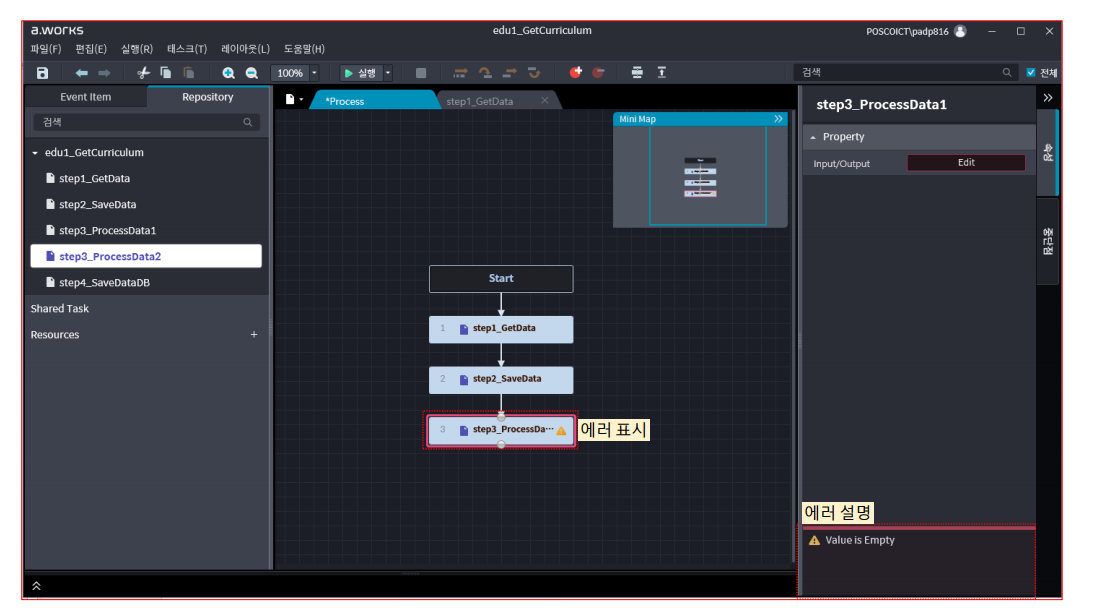 a.works
edu1_GetCurriculum
POSCOICT\padp816
파일(F) 편집(E) 실행(R) 태스크(T) 레이아웃(L) 도움말(H)
100% 실행
검색
전체
Event Item Repository
*Process step1_GetData
Mini Map
step3_ProcessData1
검색
Property
속성
edu1_GetCurriculum
Input/Output Edit
step1_GetData
step2_SaveData
step3_ProcessData1
중단점
step3_ProcessData2
step4_SaveDataDB
Shared Task
Resources
Start
1 step1_GetData
2 step2_SaveData
3 step3_ProcessDa...
에러 표시
에러 설명
Value is Empty